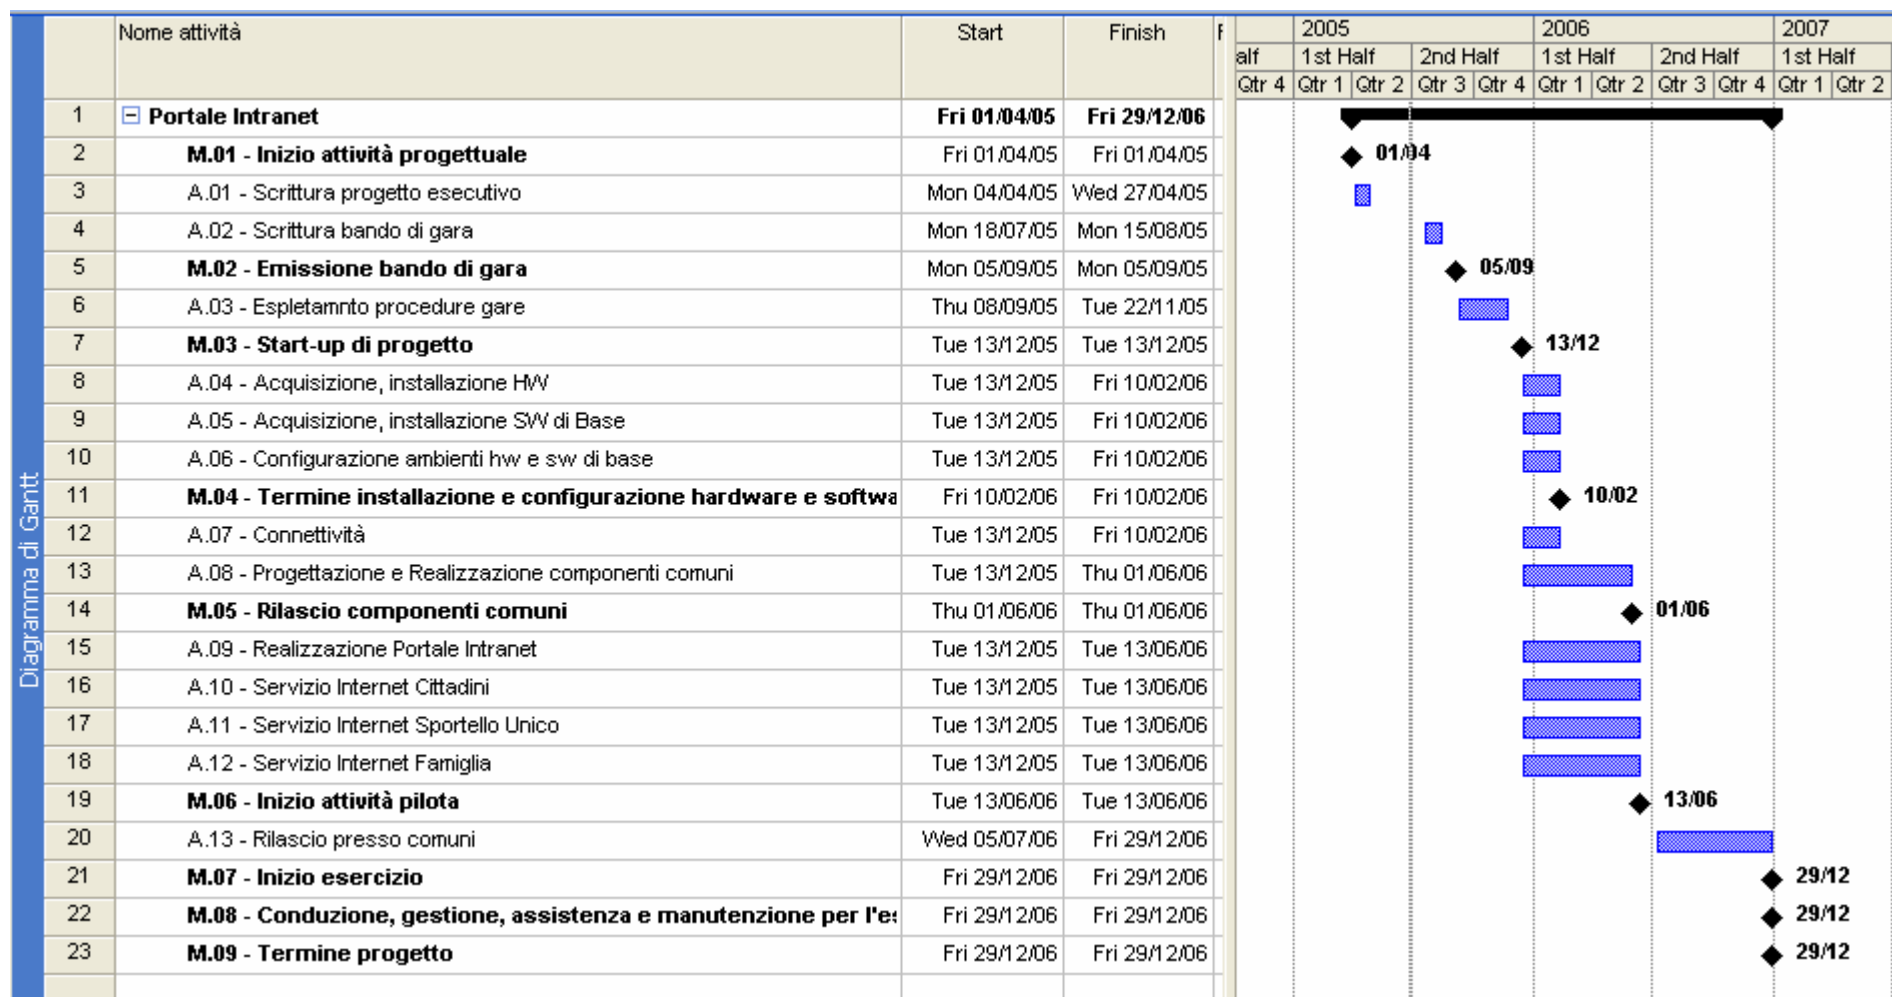 Nome attività Start Finish F 2005 2006 2007
alf 1st Half 2nd Half 1st Half 2nd Half 1st Half
Qtr 4 Qtr 1 Qtr 2 Qtr 3 Qtr 4 Qtr 1 Qtr 2 Qtr 3 Qtr 4 Qtr 1 Qtr 2
1 Portale Intranet Fri 01/04/05 Fri 29/12/06
2 M.01 - Inizio attività progettuale Fri 01/04/05 Fri 01/04/05 01/04
3 A.01 - Scrittura progetto esecutivo Mon 04/04/05 Wed 27/04/05
4 A.02 - Scrittura bando di gara Mon 18/07/05 Mon 15/08/05
5 M.02 - Emissione bando di gara Mon 05/09/05 Mon 05/09/05 05/09
6 A.03 - Espletamnto procedure gare Thu 08/09/05 Tue 22/11/05
7 M.03 - Start-up di progetto Tue 13/12/05 Tue 13/12/05 13/12
8 A.04 - Acquisizione, installazione HW Tue 13/12/05 Fri 10/02/06
9 A.05 - Acquisizione, installazione SW di Base Tue 13/12/05 Fri 10/02/06
10 A.06 - Configurazione ambienti hw e sw di base Tue 13/12/05 Fri 10/02/06
11 M.04 - Termine installazione e configurazione hardware e softwa Fri 10/02/06 Fri 10/02/06 10/02
12 A.07 - Connettività Tue 13/12/05 Fri 10/02/06
13 A.08 - Progettazione e Realizzazione componenti comuni Tue 13/12/05 Thu 01/06/06
14 M.05 - Rilascio componenti comuni Thu 01/06/06 Thu 01/06/06 01/06
15 A.09 - Realizzazione Portale Intranet Tue 13/12/05 Tue 13/06/06
16 A.10 - Servizio Internet Cittadini Tue 13/12/05 Tue 13/06/06
17 A.11 - Servizio Internet Sportello Unico Tue 13/12/05 Tue 13/06/06
18 A.12 - Servizio Internet Famiglia Tue 13/12/05 Tue 13/06/06
19 M.06 - Inizio attività pilota Tue 13/06/06 Tue 13/06/06 13/06
20 A.13 - Rilascio presso comuni Wed 05/07/06 Fri 29/12/06
21 M.07 - Inizio esercizio Fri 29/12/06 Fri 29/12/06 29/12
22 M.08 - Conduzione, gestione, assistenza e manutenzione per l'es Fri 29/12/06 Fri 29/12/06 29/12
23 M.09 - Termine progetto Fri 29/12/06 Fri 29/12/06 29/12
Diagramma di Gantt